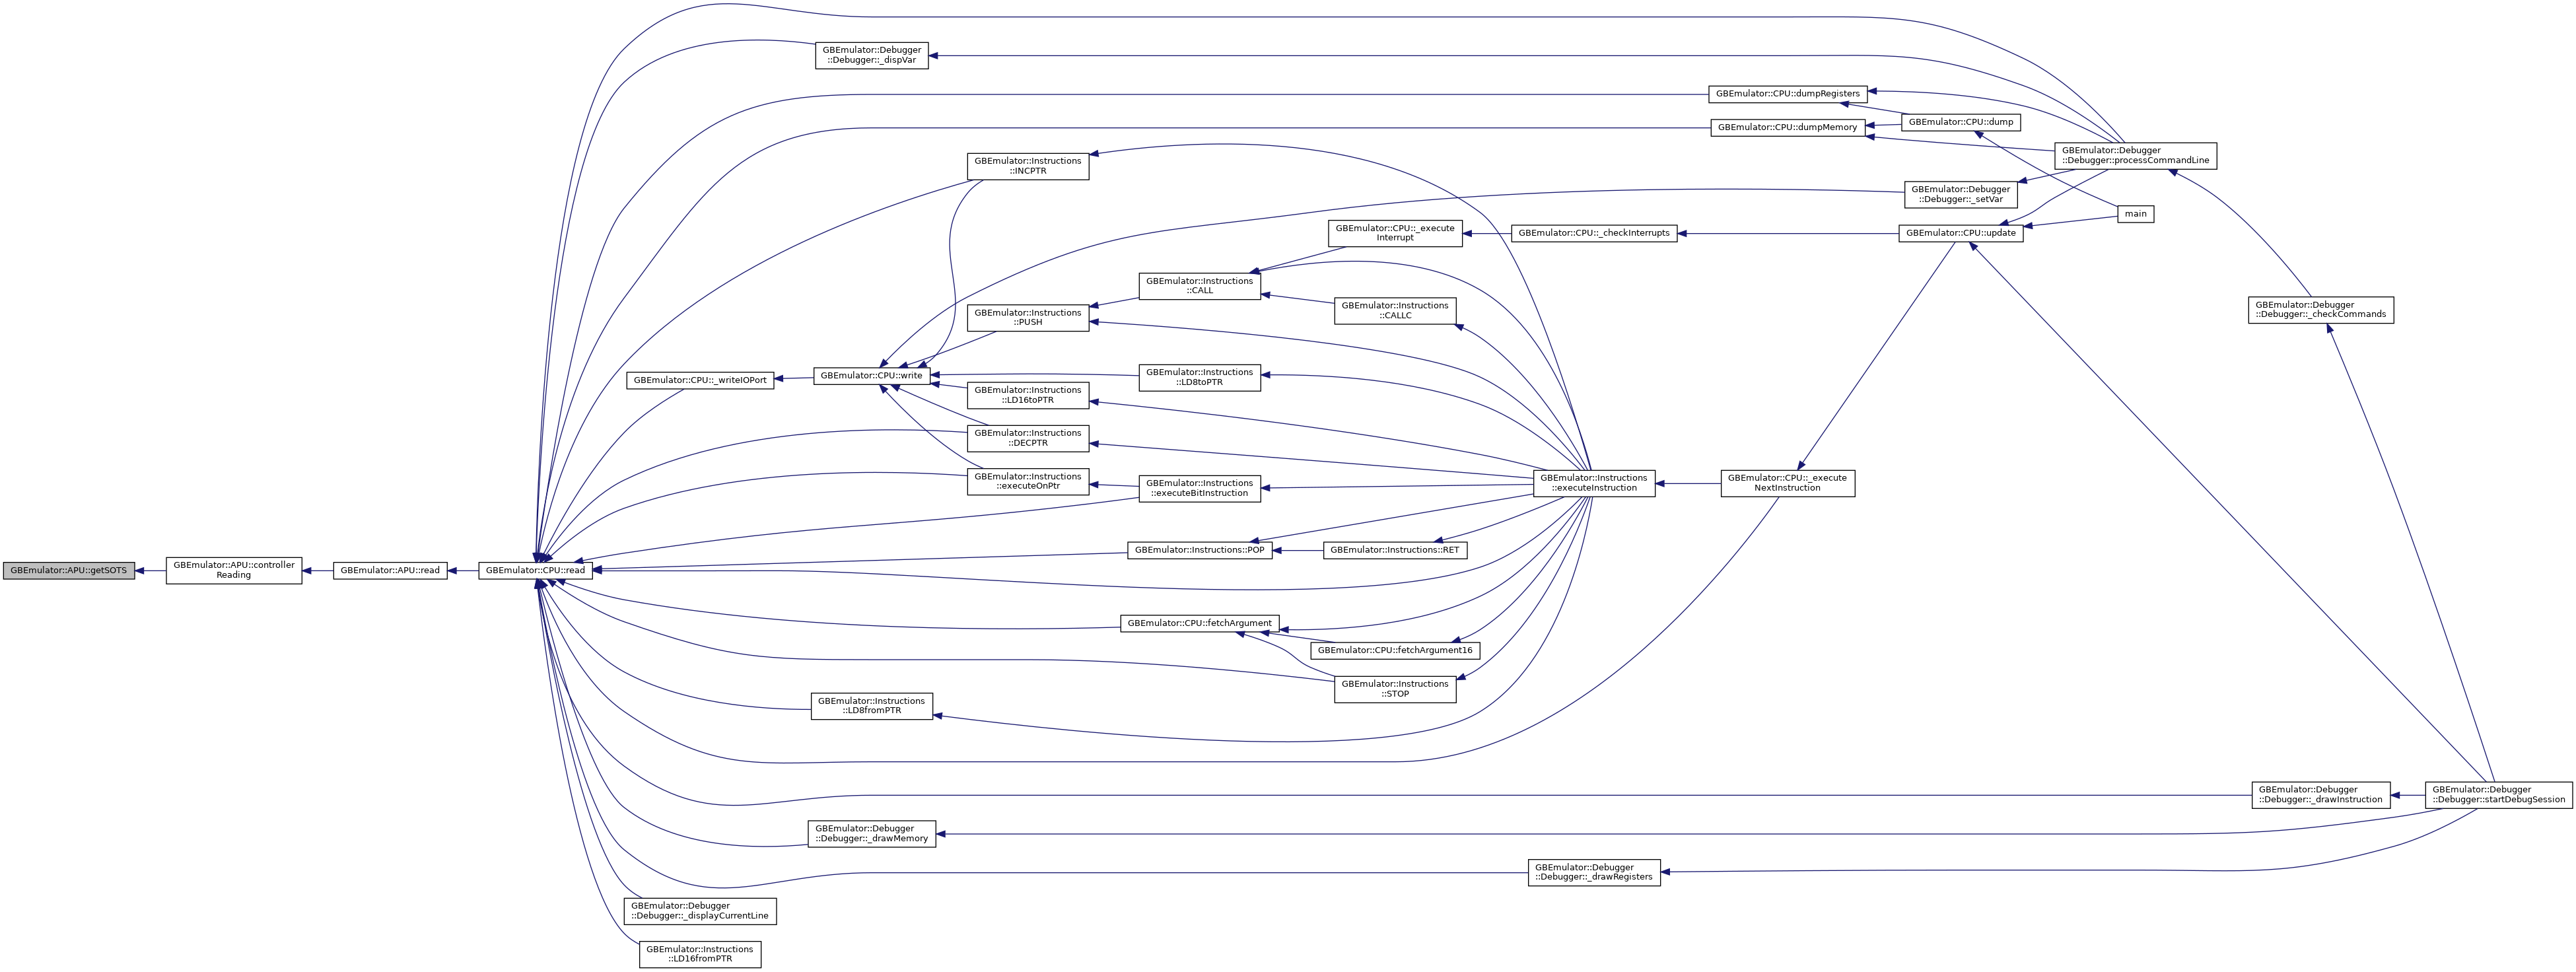 GBEmulator::Debugger
::Debugger::_dispVar
GBEmulator::CPU::dumpRegisters
GBEmulator::CPU::dump
GBEmulator::CPU::dumpMemory
GBEmulator::Debugger
::Debugger::processCommandLine
GBEmulator::Instructions
::INCPTR
GBEmulator::Debugger
::Debugger::_setVar
main
GBEmulator::CPU::_execute
Interrupt
GBEmulator::CPU::_checkInterrupts
GBEmulator::CPU::update
GBEmulator::Instructions
::CALL
GBEmulator::Instructions
::CALLC
GBEmulator::Debugger
::Debugger::_checkCommands
GBEmulator::Instructions
::PUSH
GBEmulator::CPU::_writeIOPort
GBEmulator::CPU::write
GBEmulator::Instructions
::LD8toPTR
GBEmulator::Instructions
::LD16toPTR
GBEmulator::Instructions
::DECPTR
GBEmulator::Instructions
::executeOnPtr
GBEmulator::Instructions
::executeBitInstruction
GBEmulator::Instructions
::executeInstruction
GBEmulator::CPU::_execute
NextInstruction
GBEmulator::Instructions::POP
GBEmulator::Instructions::RET
GBEmulator::APU::getSOTS
GBEmulator::APU::controller
Reading
GBEmulator::APU::read
GBEmulator::CPU::read
GBEmulator::CPU::fetchArgument
GBEmulator::CPU::fetchArgument16
GBEmulator::Instructions
::STOP
GBEmulator::Instructions
::LD8fromPTR
GBEmulator::Debugger
::Debugger::_drawInstruction
GBEmulator::Debugger
::Debugger::startDebugSession
GBEmulator::Debugger
::Debugger::_drawMemory
GBEmulator::Debugger
::Debugger::_drawRegisters
GBEmulator::Debugger
::Debugger::_displayCurrentLine
GBEmulator::Instructions
::LD16fromPTR